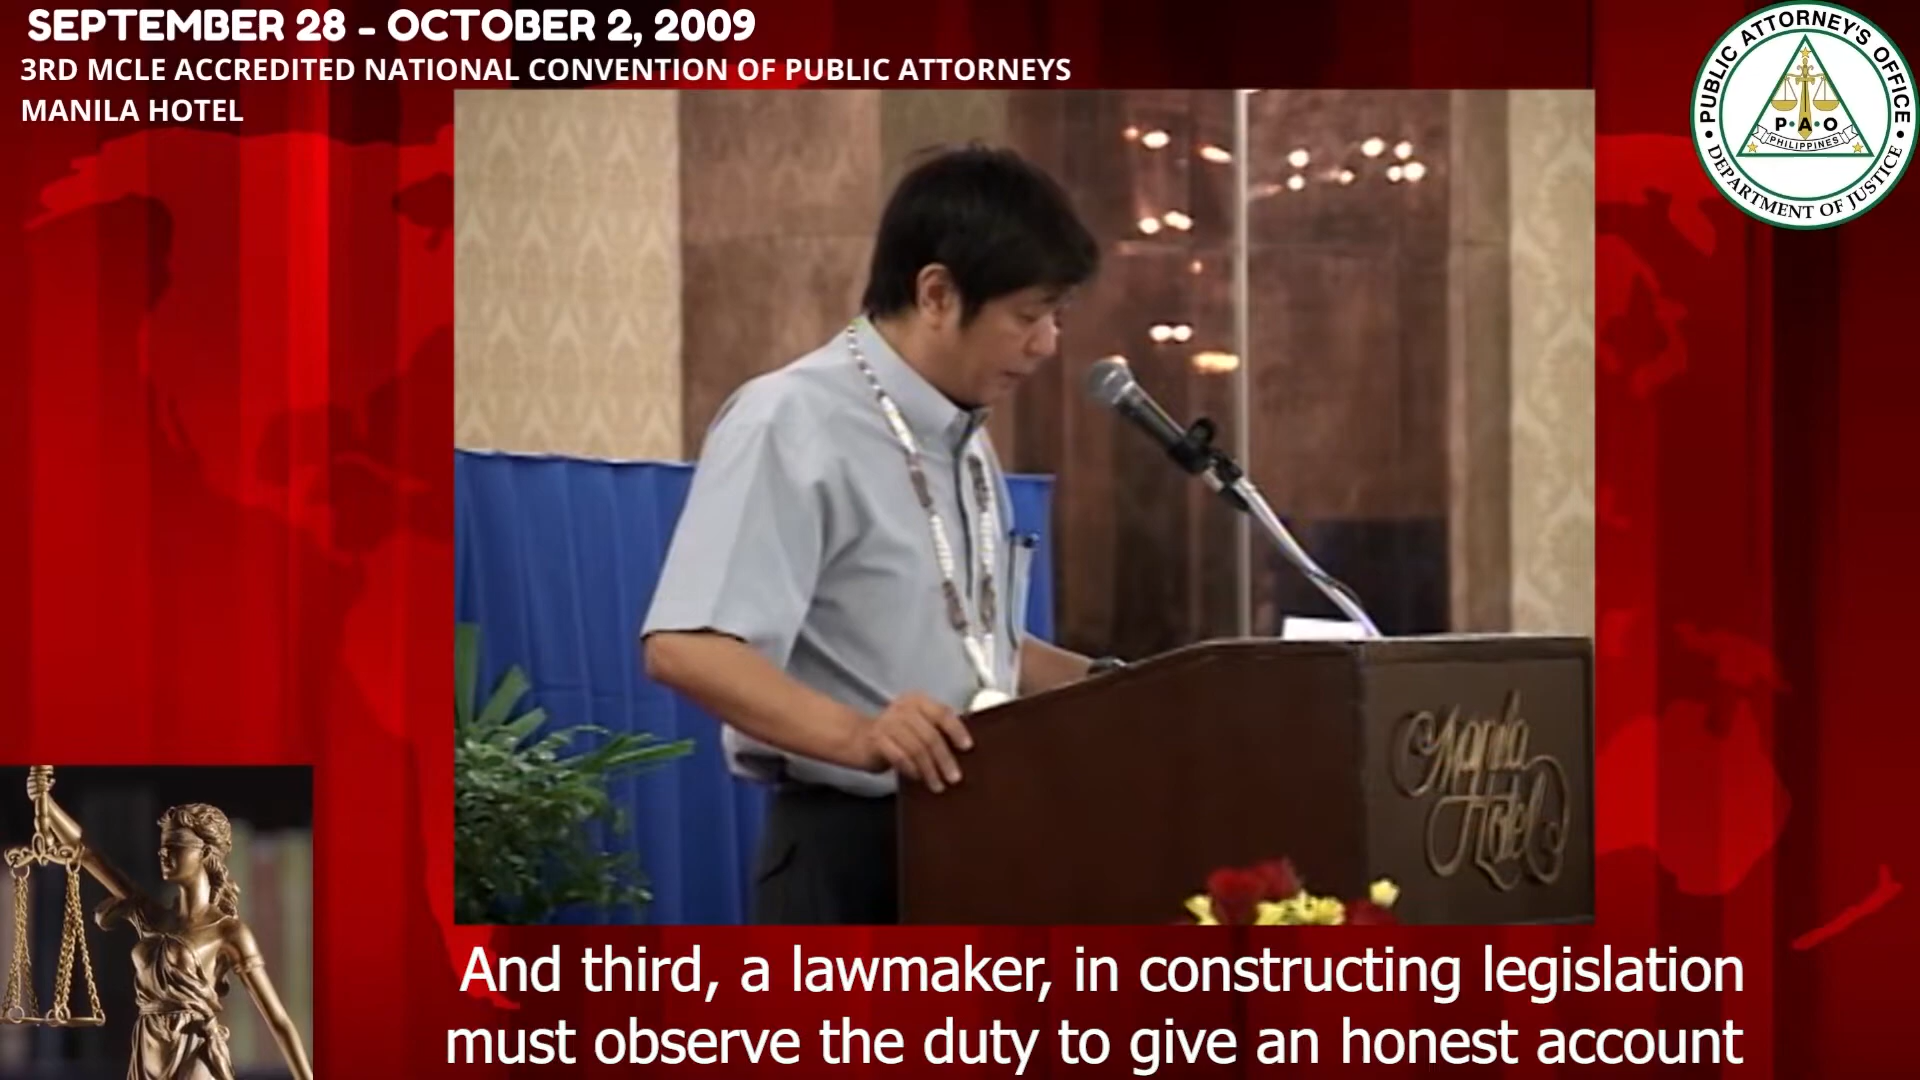 SEPTEMBER 28 - OCTOBER 2, 2009
3RD MCLE ACCREDITED NATIONAL CONVENTION OF PUBLIC ATTORNEYS
MANILA HOTEL
PUBLIC ATTORNEY'S OFFICE
P•A•O
PHILIPPINES
DEPARTMENT OF JUSTICE
Manila
Hotel
And third, a lawmaker, in constructing legislation
must observe the duty to give an honest account